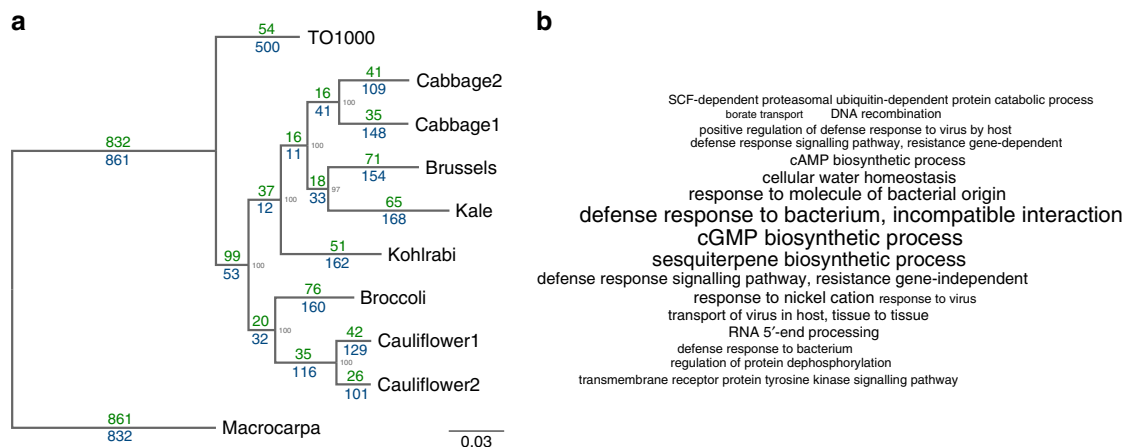 a
54
500
TO1000
41
109
Cabbage2
16
41
100
35
148
Cabbage1
832
861
16
11
100
71
154
Brussels
18
33
97
37
12
100
65
168
Kale
51
162
Kohlrabi
99
53
100
76
160
Broccoli
20
32
100
42
129
Cauliflower1
35
116
100
26
101
Cauliflower2
861
832
Macrocarpa
0.03
b
SCF-dependent proteasomal ubiquitin-dependent protein catabolic process
borate transport DNA recombination
positive regulation of defense response to virus by host
defense response signalling pathway, resistance gene-dependent
cAMP biosynthetic process
cellular water homeostasis
response to molecule of bacterial origin
defense response to bacterium, incompatible interaction
cGMP biosynthetic process
sesquiterpene biosynthetic process
defense response signalling pathway, resistance gene-independent
response to nickel cation response to virus
transport of virus in host, tissue to tissue
RNA 5′-end processing
defense response to bacterium
regulation of protein dephosphorylation
transmembrane receptor protein tyrosine kinase signalling pathway